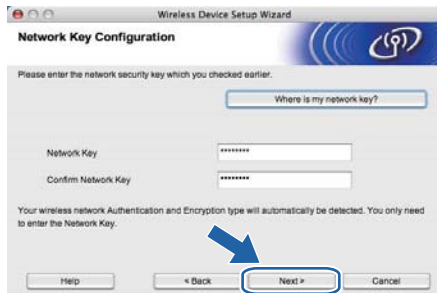 Wireless Device Setup Wizard
Network Key Configuration
Please enter the network security key which you checked earlier.
Where is my network key?
Network Key ********
Confirm Network Key ********
Your wireless network Authentication and Encryption type will automatically be detected. You only need
to enter the Network Key.
Help < Back Next > Cancel